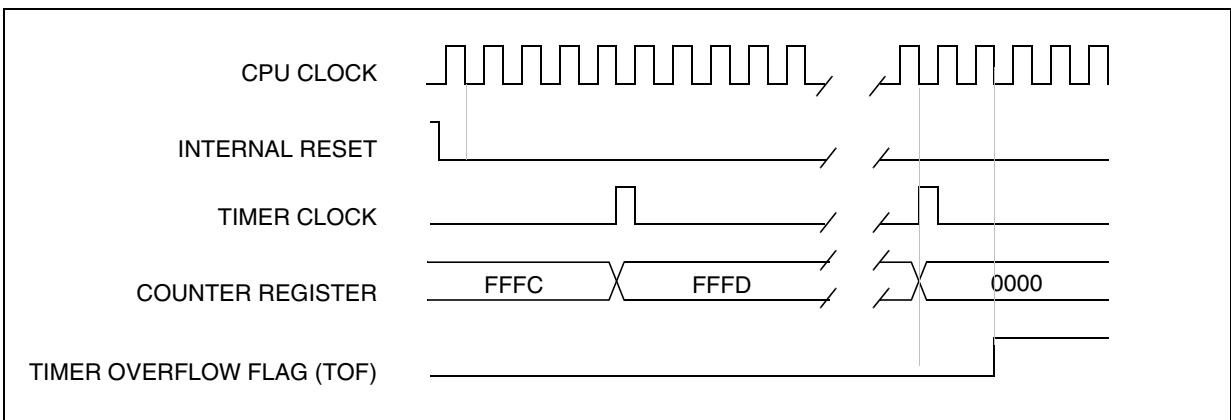 CPU CLOCK
INTERNAL RESET
TIMER CLOCK
COUNTER REGISTER
FFFC
FFFD
0000
TIMER OVERFLOW FLAG (TOF)